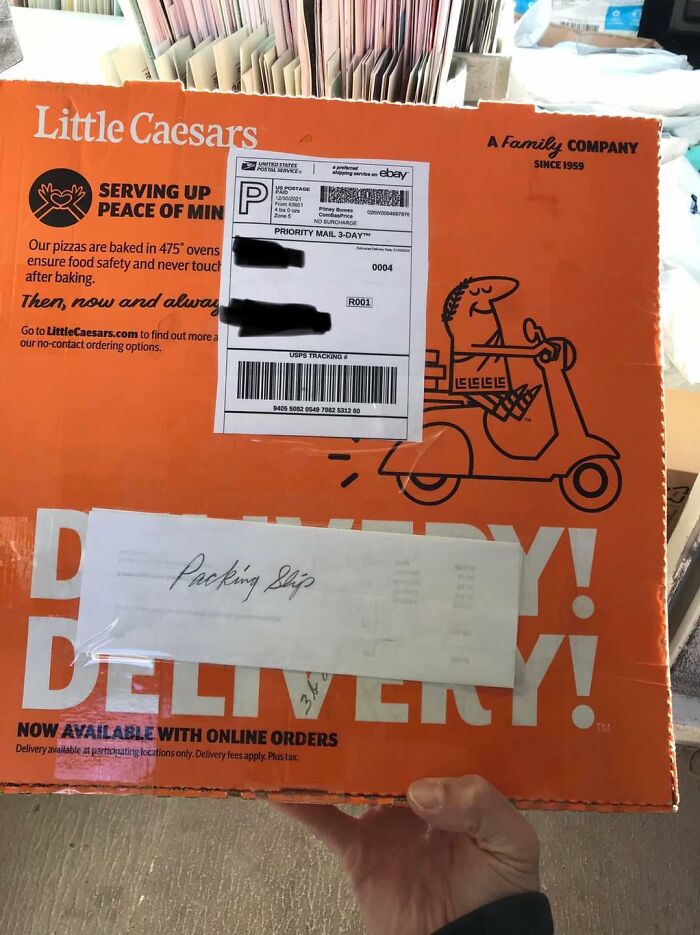 Little Caesars
A Family COMPANY
SINCE 1959
SERVING UP
PEACE OF MIN
Our pizzas are baked in 475° ovens
ensure food safety and never touch
after baking.
Then, now and alway
Go to LittleCaesars.com to find out more a
our no-contact ordering options.
UNITED STATES
POSTAL SERVICE
a preferred
shipping service on ebay
P
US POSTAGE
PAID
12/30/2021
From 63601
4 lbs 0 ozs
Zone 5
Pitney Bowes
ComBasPrice
NO SURCHARGE
PRIORITY MAIL 3-DAY™
0004
R001
USPS TRACKING #
9405 5082 0549 7982 5312 60
DELIVERY!
Packing Slip
DELIVERY!
TM
NOW AVAILABLE WITH ONLINE ORDERS
Delivery available at participating locations only. Delivery fees apply. Plus tax.